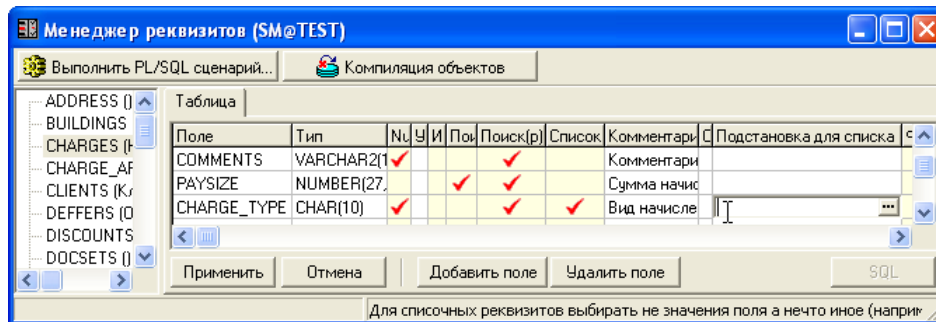 Менеджер реквизитов (SM@TEST)
Выполнить PL/SQL сценарий... Компиляция объектов
ADDRESS ()
BUILDINGS
CHARGES (Н
CHARGE_AF
CLIENTS (Кл
DEFFERS (О
DISCOUNTS
DOCSETS ()
Таблица
Поле Тип Nu У И Пои Поиск(р) Список Комментари С Подстановка для списка
COMMENTS VARCHAR2(1 Комментари
PAYSIZE NUMBER(27, Сумма начис
CHARGE_TYPE CHAR(10) Вид начисле ...
Применить Отмена Добавить поле Удалить поле SQL
Для списочных реквизитов выбирать не значения поля а нечто иное (наприм